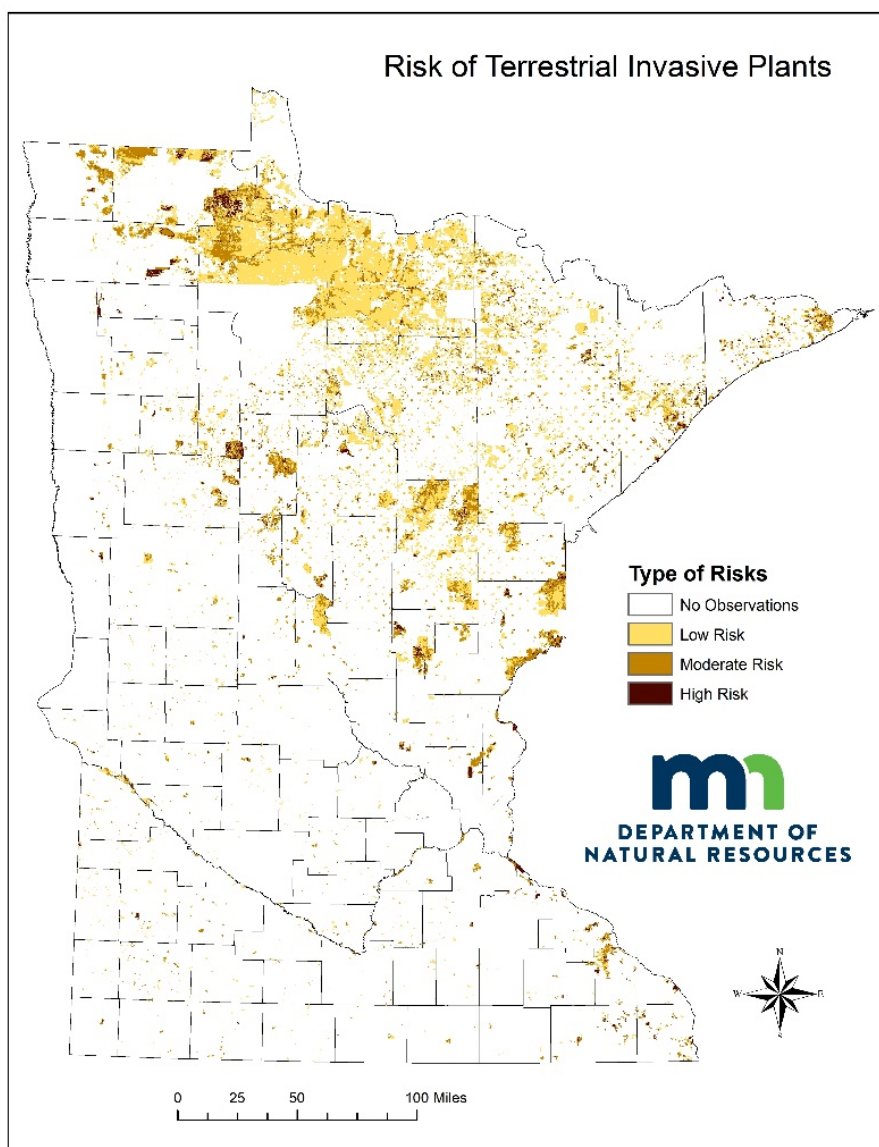 Risk of Terrestrial Invasive Plants
Type of Risks
No Observations
Low Risk
Moderate Risk
High Risk
mn
DEPARTMENT OF
NATURAL RESOURCES
N
W E
S
0 25 50 100 Miles